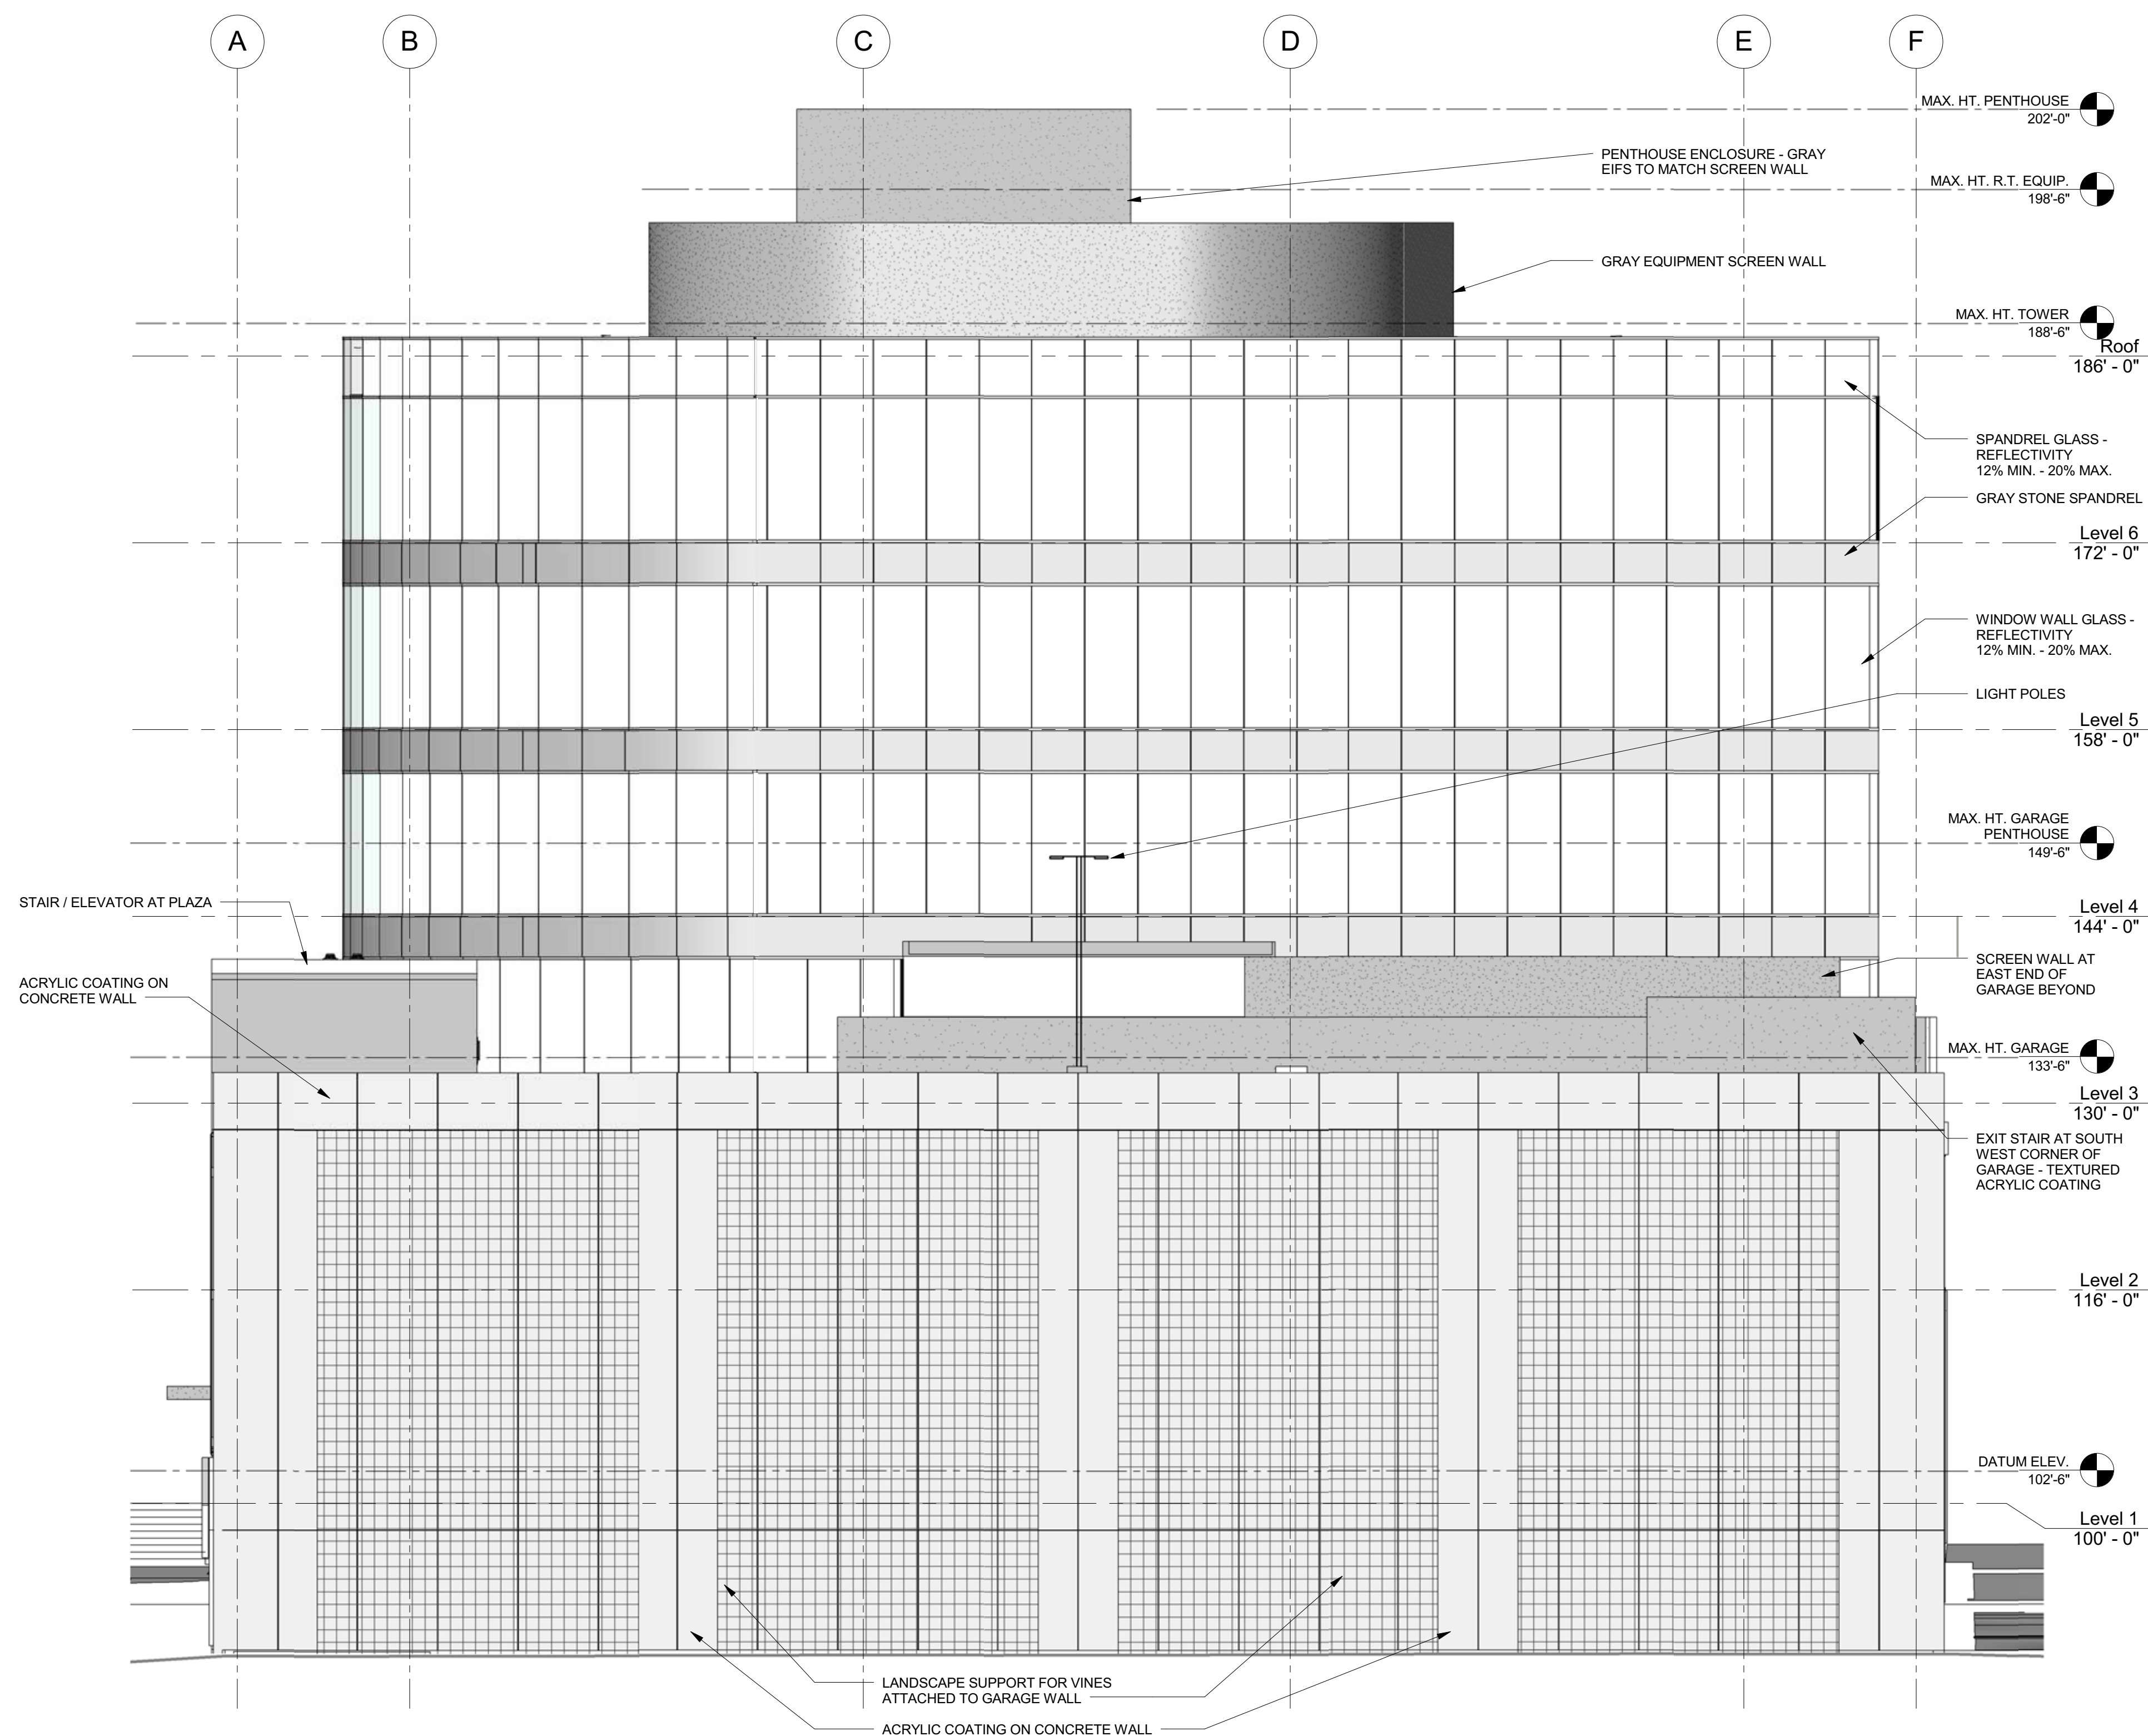 A
B
C
D
E
F
MAX. HT. PENTHOUSE
202'-0"
PENTHOUSE ENCLOSURE - GRAY
EIFS TO MATCH SCREEN WALL
MAX. HT. R.T. EQUIP.
198'-6"
GRAY EQUIPMENT SCREEN WALL
MAX. HT. TOWER
188'-6"
Roof
186' - 0"
SPANDREL GLASS -
REFLECTIVITY
12% MIN. - 20% MAX.
GRAY STONE SPANDREL
Level 6
172' - 0"
WINDOW WALL GLASS -
REFLECTIVITY
12% MIN. - 20% MAX.
LIGHT POLES
Level 5
158' - 0"
MAX. HT. GARAGE
PENTHOUSE
149'-6"
STAIR / ELEVATOR AT PLAZA
Level 4
144' - 0"
SCREEN WALL AT
EAST END OF
GARAGE BEYOND
ACRYLIC COATING ON
CONCRETE WALL
MAX. HT. GARAGE
133'-6"
Level 3
130' - 0"
EXIT STAIR AT SOUTH
WEST CORNER OF
GARAGE - TEXTURED
ACRYLIC COATING
Level 2
116' - 0"
DATUM ELEV.
102'-6"
Level 1
100' - 0"
LANDSCAPE SUPPORT FOR VINES
ATTACHED TO GARAGE WALL
ACRYLIC COATING ON CONCRETE WALL